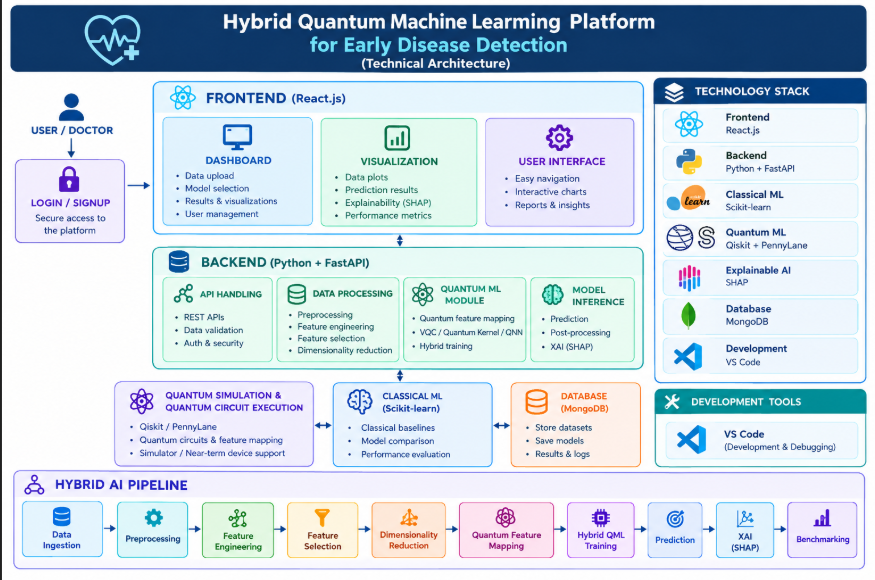 Hybrid Quantum Machine Learning Platform
for Early Disease Detection
(Technical Architecture)
USER / DOCTOR
LOGIN / SIGNUP
Secure access to
the platform
FRONTEND (React.js)
DASHBOARD
• Data upload
• Model selection
• Results & visualizations
• User management
VISUALIZATION
• Data plots
• Prediction results
• Explainability (SHAP)
• Performance metrics
USER INTERFACE
• Easy navigation
• Interactive charts
• Reports & insights
BACKEND (Python + FastAPI)
API HANDLING
• REST APIs
• Data validation
• Auth & security
DATA PROCESSING
• Preprocessing
• Feature engineering
• Feature selection
• Dimensionality reduction
QUANTUM ML
MODULE
• Quantum feature mapping
• VQC / Quantum Kernel / QNN
• Hybrid training
MODEL
INFERENCE
• Prediction
• Post-processing
• XAI (SHAP)
QUANTUM SIMULATION &
QUANTUM CIRCUIT EXECUTION
• Qiskit / PennyLane
• Quantum circuits & feature mapping
• Simulator / Near-term device support
CLASSICAL ML
(Scikit-learn)
• Classical baselines
• Model comparison
• Performance evaluation
DATABASE
(MongoDB)
• Store datasets
• Save models
• Results & logs
TECHNOLOGY STACK
Frontend
React.js
Backend
Python + FastAPI
learn
Classical ML
Scikit-learn
S
Quantum ML
Qiskit + PennyLane
Explainable AI
SHAP
Database
MongoDB
Development
VS Code
DEVELOPMENT TOOLS
VS Code
(Development & Debugging)
HYBRID AI PIPELINE
Data
Ingestion
Preprocessing
Feature
Engineering
Feature
Selection
Dimensionality
Reduction
Quantum Feature
Mapping
Hybrid QML
Training
Prediction
XAI
(SHAP)
Benchmarking